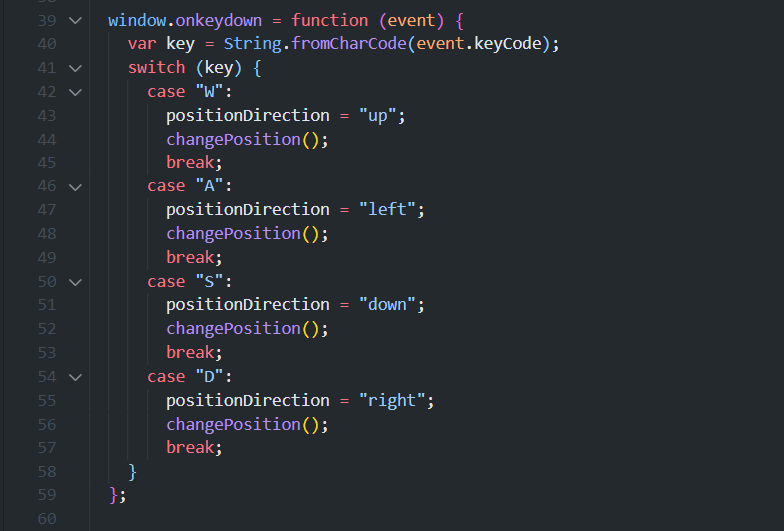 39 window.onkeydown = function (event) {
40 var key = String.fromCharCode(event.keyCode);
41 switch (key) {
42 case "W":
43 positionDirection = "up";
44 changePosition();
45 break;
46 case "A":
47 positionDirection = "left";
48 changePosition();
49 break;
50 case "S":
51 positionDirection = "down";
52 changePosition();
53 break;
54 case "D":
55 positionDirection = "right";
56 changePosition();
57 break;
58 }
59 };
60